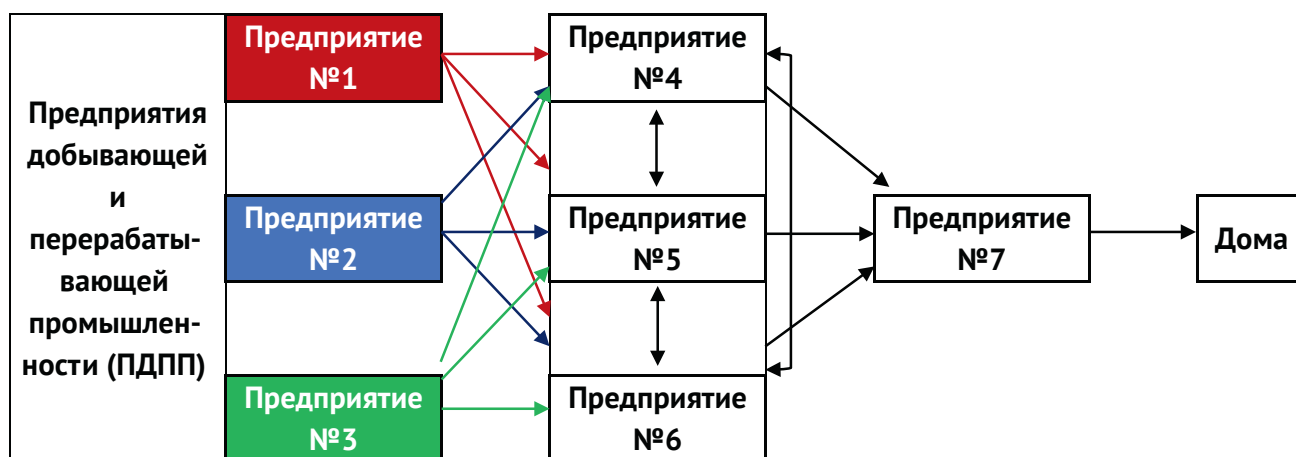 Предприятия
добывающей
и
перерабаты-
вающей
промышлен-
ности (ПДПП)
Предприятие
№1
Предприятие
№2
Предприятие
№3
Предприятие
№4
Предприятие
№5
Предприятие
№6
Предприятие
№7
Дома